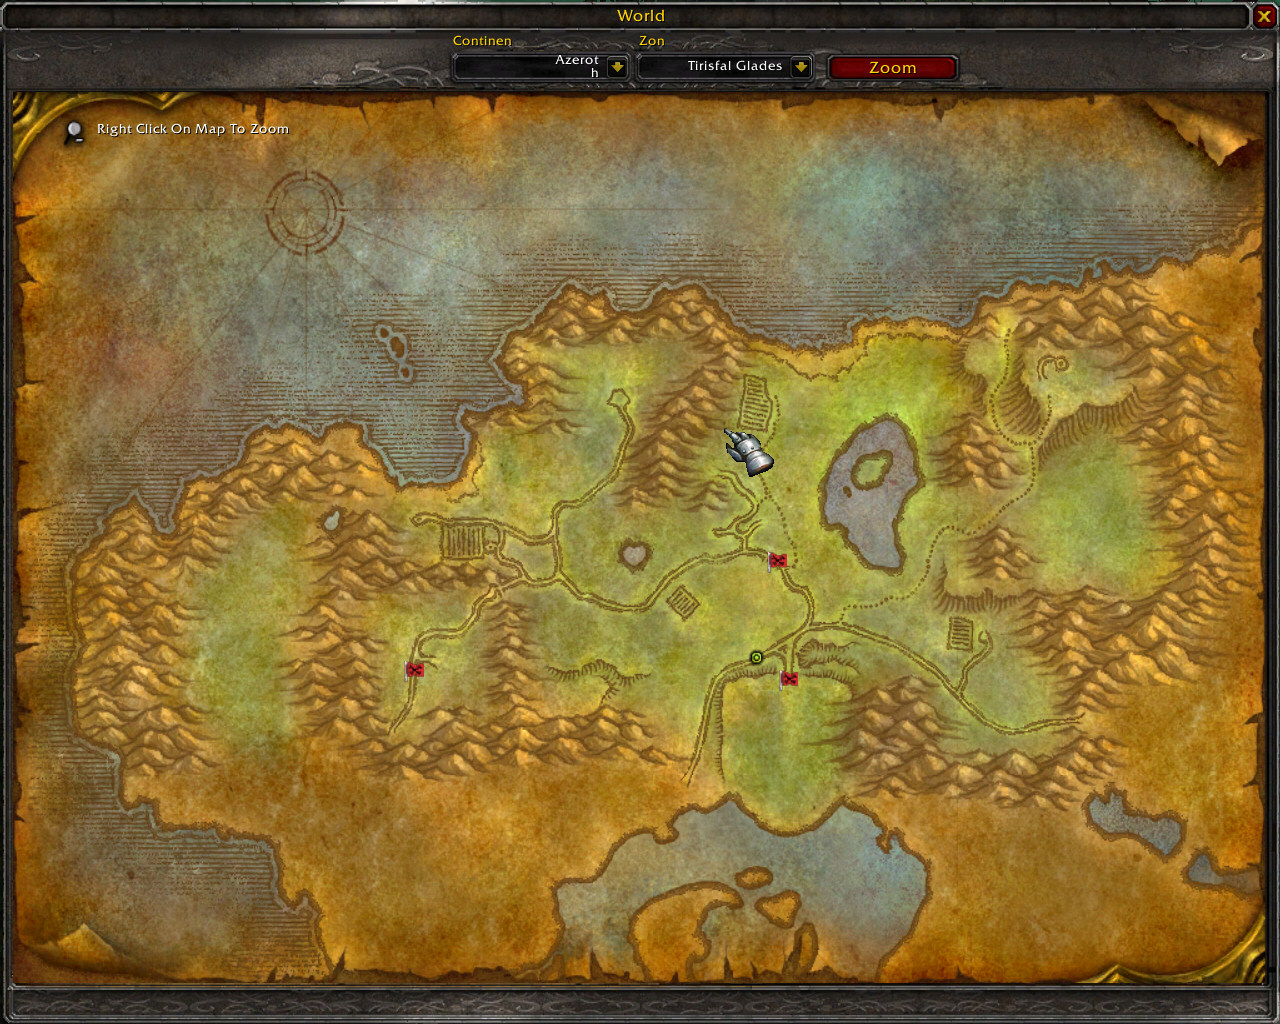 World
Continen
Zon
Azerot
h
Tirisfal Glades
Zoom
Right Click On Map To Zoom